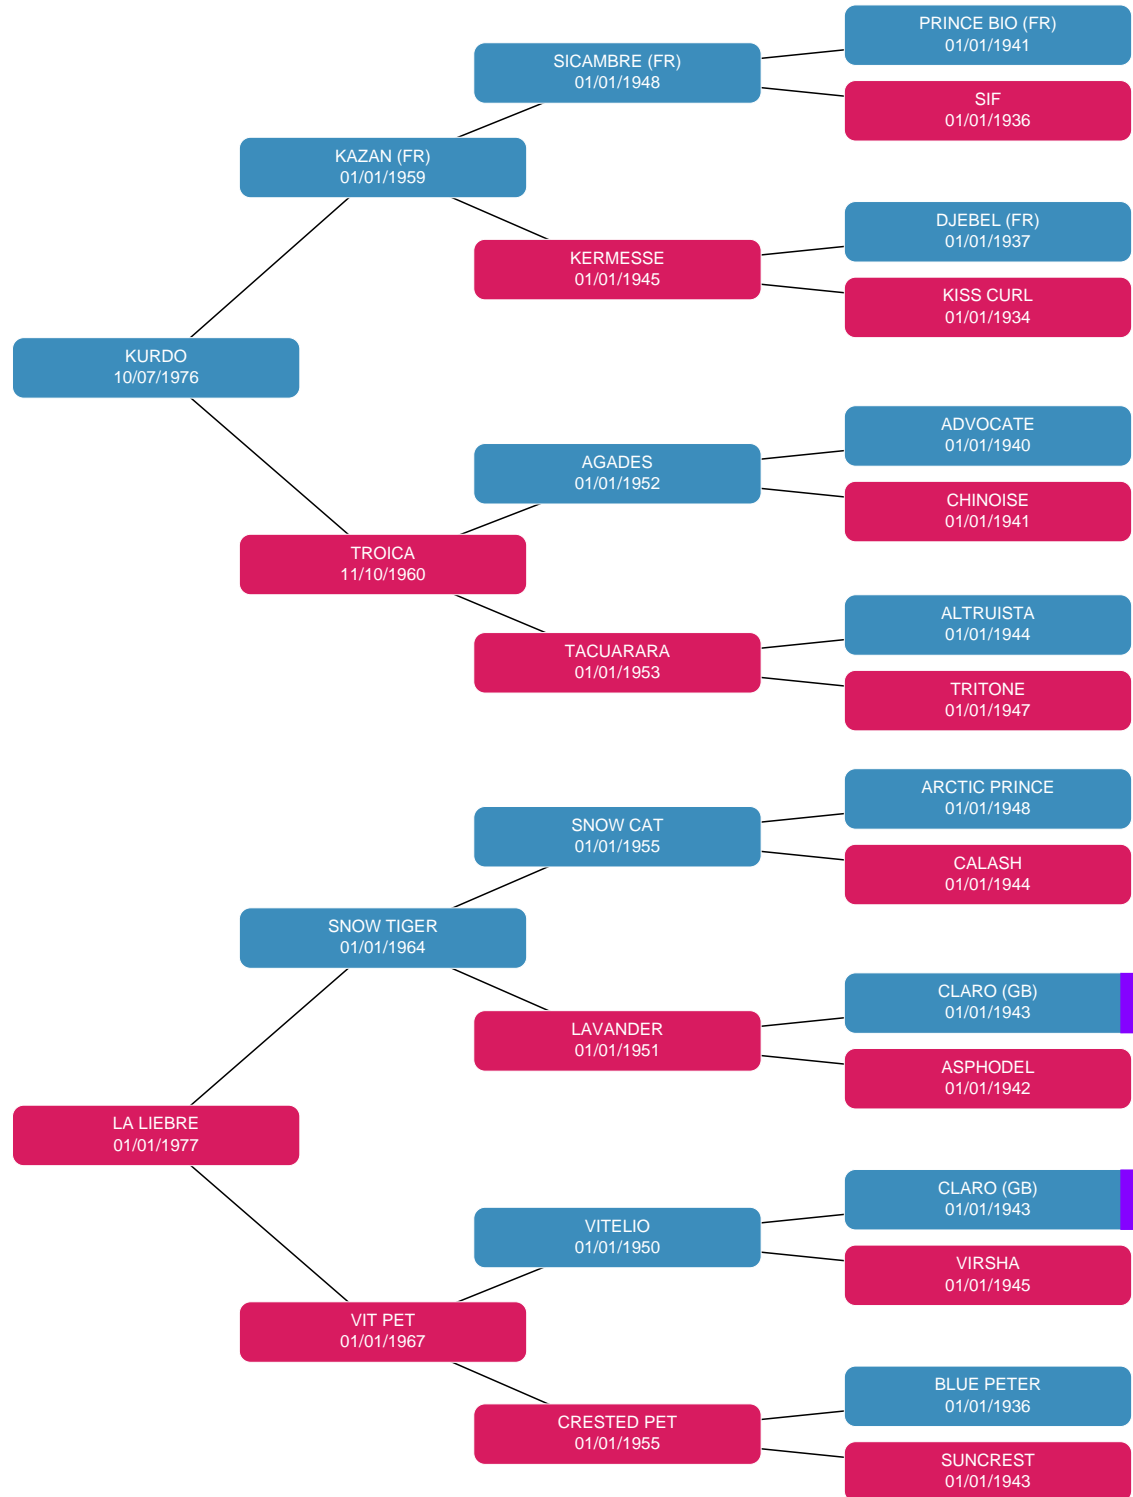 PRINCE BIO (FR)
01/01/1941
SICAMBRE (FR)
01/01/1948
SIF
01/01/1936
KAZAN (FR)
01/01/1959
DJEBEL (FR)
01/01/1937
KERMESSE
01/01/1945
KISS CURL
01/01/1934
KURDO
10/07/1976
ADVOCATE
01/01/1940
AGADES
01/01/1952
CHINOISE
01/01/1941
TROICA
11/10/1960
ALTRUISTA
01/01/1944
TACUARARA
01/01/1953
TRITONE
01/01/1947
ARCTIC PRINCE
01/01/1948
SNOW CAT
01/01/1955
CALASH
01/01/1944
SNOW TIGER
01/01/1964
CLARO (GB)
01/01/1943
LAVANDER
01/01/1951
ASPHODEL
01/01/1942
LA LIEBRE
01/01/1977
CLARO (GB)
01/01/1943
VITELIO
01/01/1950
VIRSHA
01/01/1945
VIT PET
01/01/1967
BLUE PETER
01/01/1936
CRESTED PET
01/01/1955
SUNCREST
01/01/1943